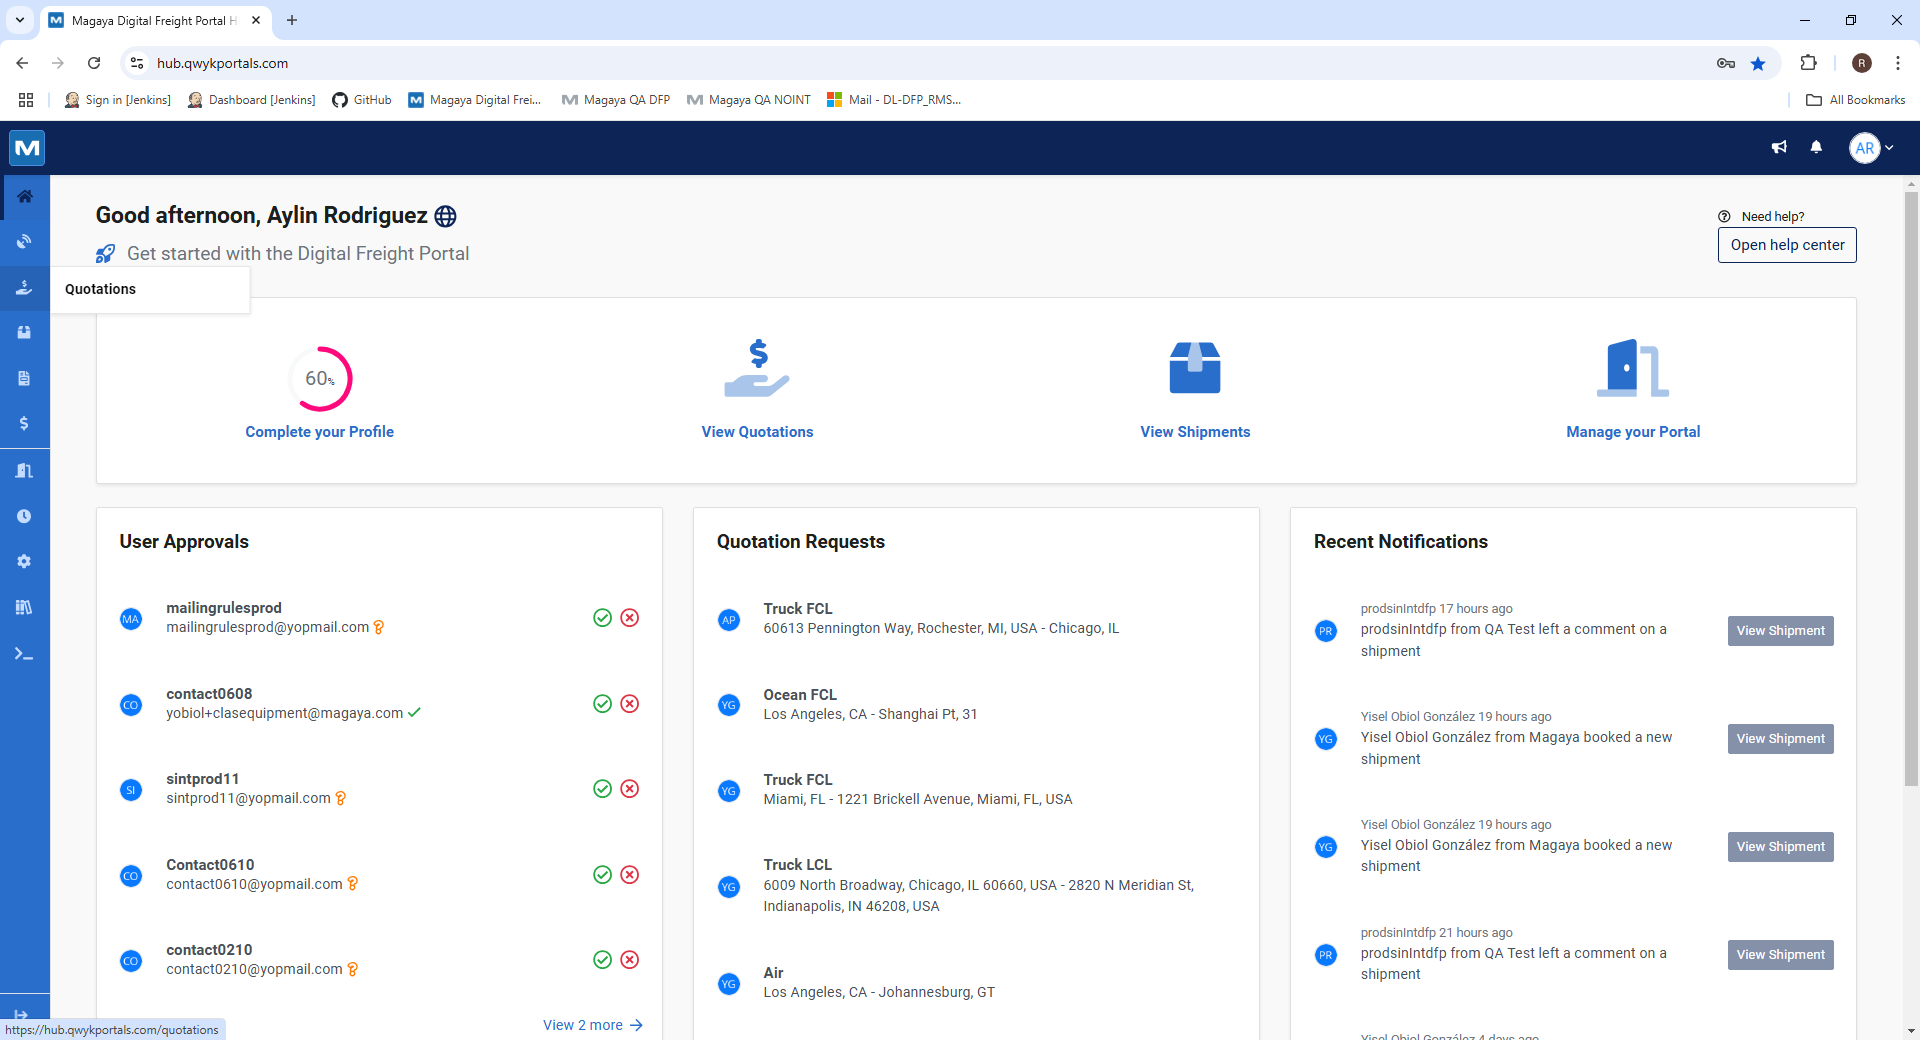 Magaya Digital Freight Portal H
hub.qwykportals.com
R
Sign in [Jenkins]
Dashboard [Jenkins]
GitHub
Magaya Digital Frei...
Magaya QA DFP
Magaya QA NOINT
Mail - DL-DFP_RMS...
All Bookmarks
AR
Good afternoon, Aylin Rodriguez
Get started with the Digital Freight Portal
Need help?
Open help center
Quotations
60%
Complete your Profile
View Quotations
View Shipments
Manage your Portal
User Approvals
MA
mailingrulesprod
mailingrulesprod@yopmail.com
CO
contact0608
yobiol+clasequipment@magaya.com
SI
sintprod11
sintprod11@yopmail.com
CO
Contact0610
contact0610@yopmail.com
CO
contact0210
contact0210@yopmail.com
View 2 more
Quotation Requests
AP
Truck FCL
60613 Pennington Way, Rochester, MI, USA - Chicago, IL
YG
Ocean FCL
Los Angeles, CA - Shanghai Pt, 31
YG
Truck FCL
Miami, FL - 1221 Brickell Avenue, Miami, FL, USA
YG
Truck LCL
6009 North Broadway, Chicago, IL 60660, USA - 2820 N Meridian St,
Indianapolis, IN 46208, USA
YG
Air
Los Angeles, CA - Johannesburg, GT
Recent Notifications
PR
prodsinIntdfp 17 hours ago
prodsinIntdfp from QA Test left a comment on a
shipment
View Shipment
YG
Yisel Obiol González 19 hours ago
Yisel Obiol González from Magaya booked a new
shipment
View Shipment
YG
Yisel Obiol González 19 hours ago
Yisel Obiol González from Magaya booked a new
shipment
View Shipment
PR
prodsinIntdfp 21 hours ago
prodsinIntdfp from QA Test left a comment on a
shipment
View Shipment
Yisel Obiol González 4 days ago
https://hub.qwykportals.com/quotations